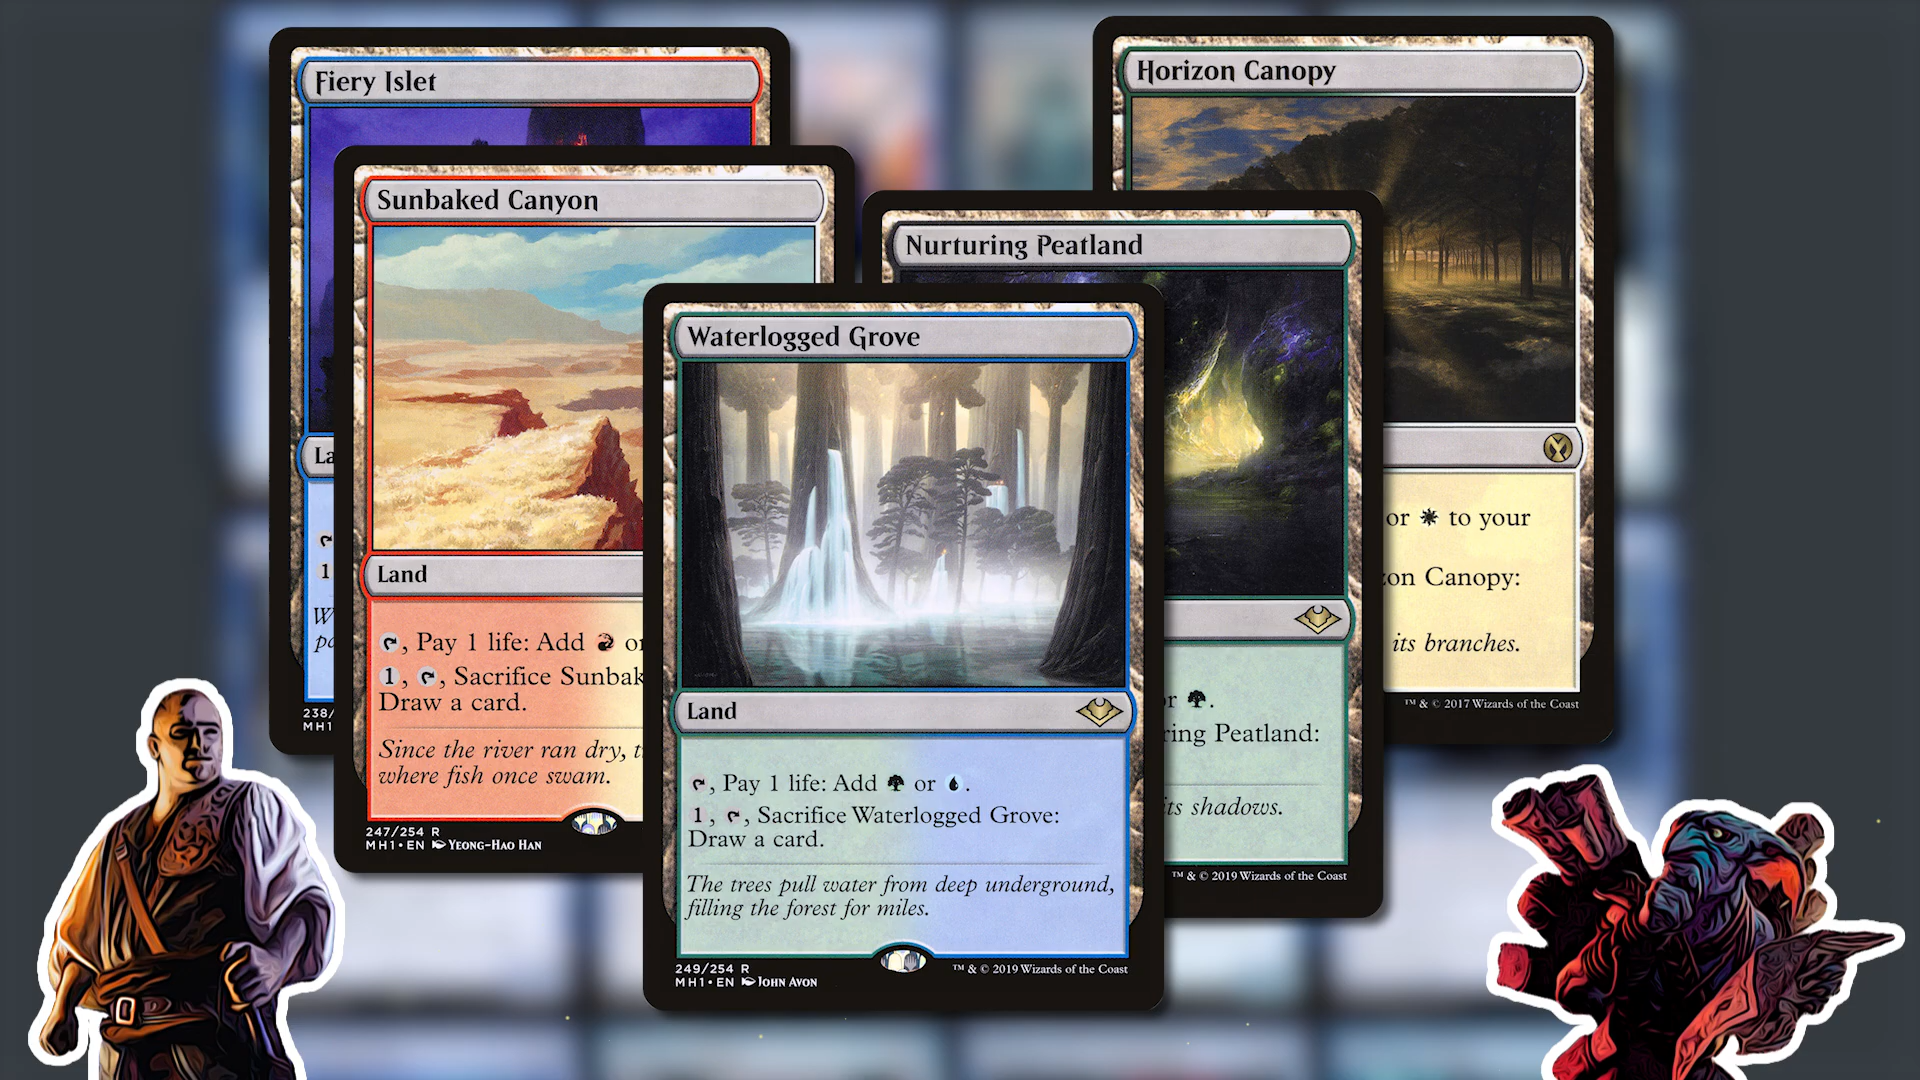 Fiery Islet
La
1
W
po
238/
MH1
Sunbaked Canyon
Land
, Pay 1 life: Add or
1, , Sacrifice Sunbak
Draw a card.
Since the river ran dry, t
where fish once swam.
247/254 R
MH1•EN Yeong-Hao Han
Waterlogged Grove
Land
, Pay 1 life: Add or .
1, , Sacrifice Waterlogged Grove:
Draw a card.
The trees pull water from deep underground,
filling the forest for miles.
249/254 R
MH1•EN John Avon
™ & © 2019 Wizards of the Coast
Nurturing Peatland
r .
ring Peatland:
its shadows.
™ & © 2019 Wizards of the Coast
Horizon Canopy
or to your
zon Canopy:
its branches.
™ & © 2017 Wizards of the Coast